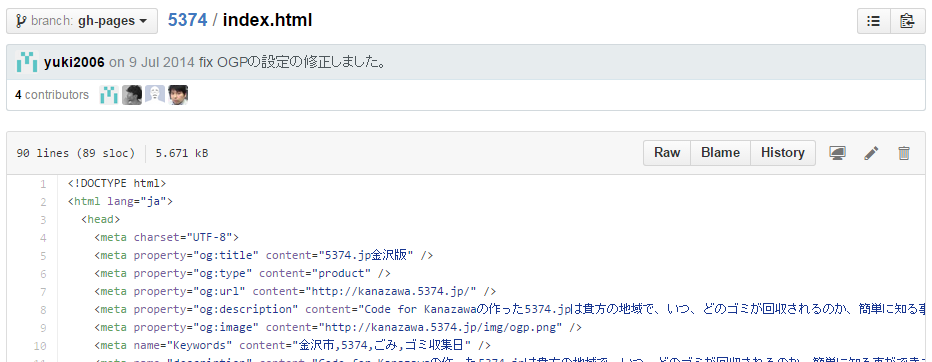 branch: gh-pages 5374 / index.html
yuki2006 on 9 Jul 2014 fix OGPの設定の修正しました。
4 contributors
90 lines (89 sloc) 5.671 kB Raw Blame History
1 <!DOCTYPE html>
2 <html lang="ja">
3 <head>
4 <meta charset="UTF-8">
5 <meta property="og:title" content="5374.jp金沢版" />
6 <meta property="og:type" content="product" />
7 <meta property="og:url" content="http://kanazawa.5374.jp/" />
8 <meta property="og:description" content="Code for Kanazawaの作った5374.jpは貴方の地域で、いつ、どのゴミが回収されるのか、簡単に知る事
9 <meta property="og:image" content="http://kanazawa.5374.jp/img/ogp.png" />
10 <meta name="Keywords" content="金沢市,5374,ごみ,ゴミ収集日" />
11 <meta name="description" content="Code for Kanazawaの作った5374.jpは貴方の地域で、いつ、どのゴミが回収されるのか、簡単に知る事ができ